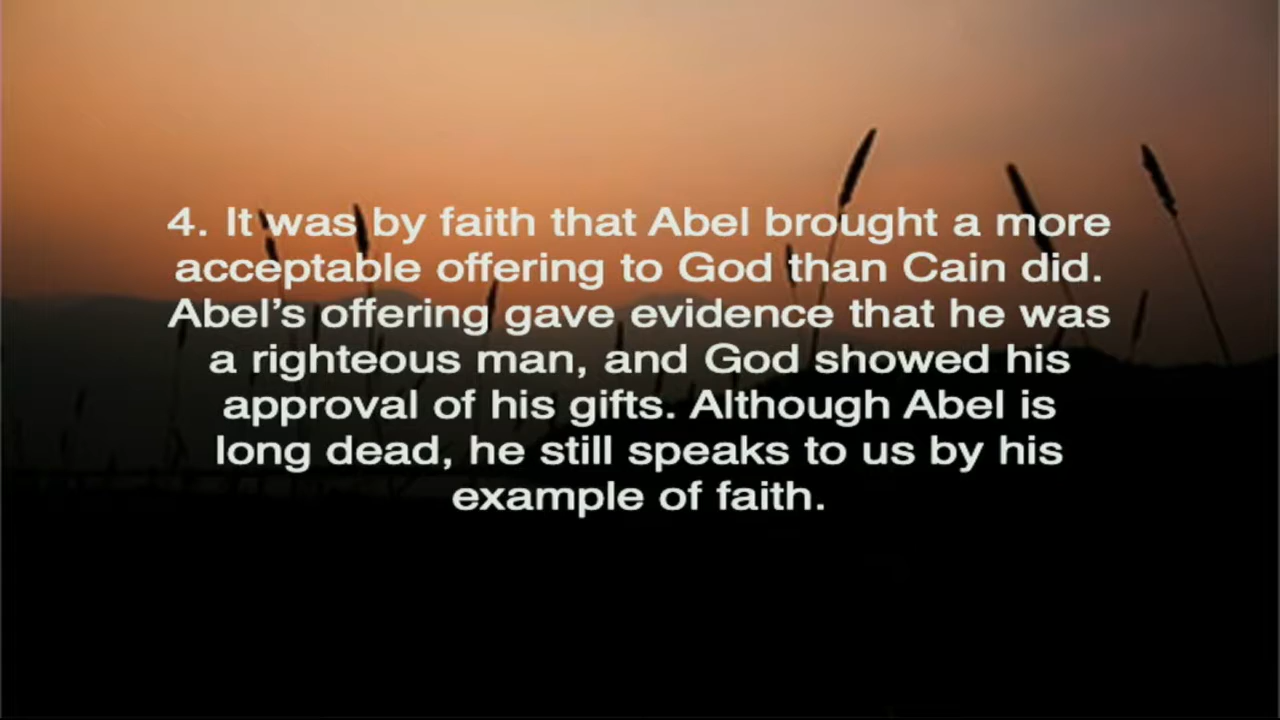 4. It was by faith that Abel brought a more
acceptable offering to God than Cain did.
Abel’s offering gave evidence that he was
a righteous man, and God showed his
approval of his gifts. Although Abel is
long dead, he still speaks to us by his
example of faith.